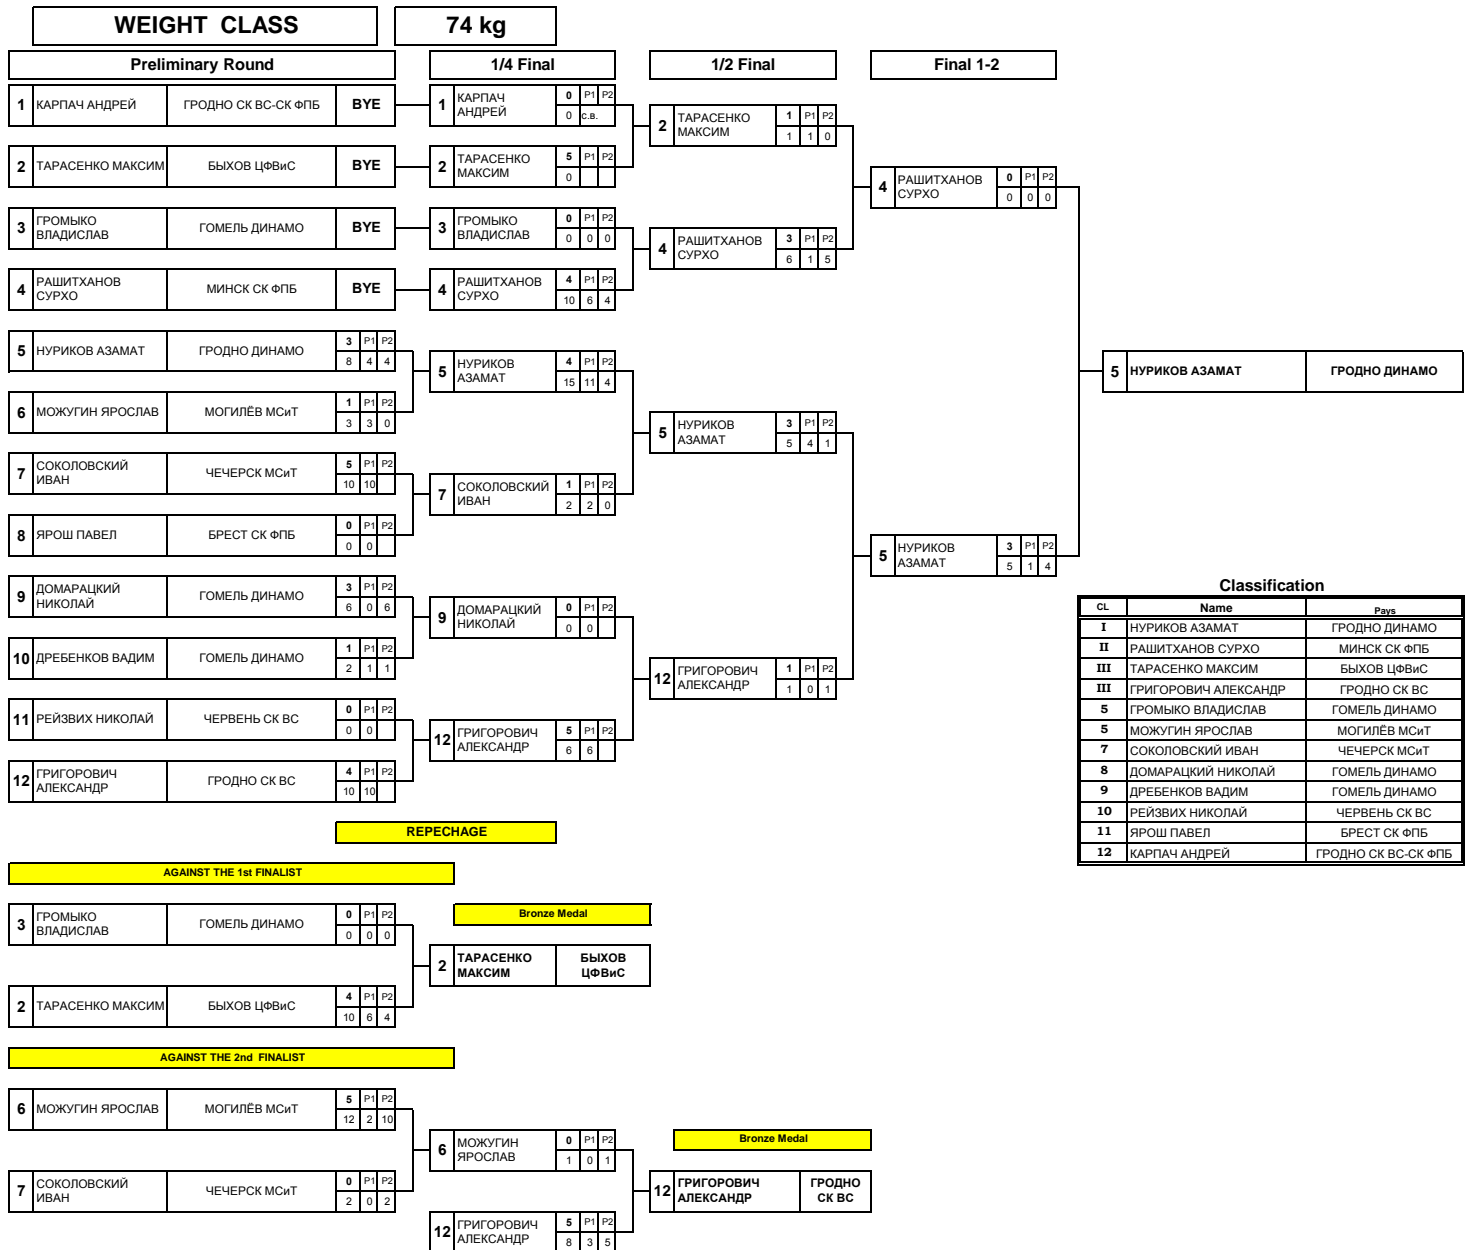 WEIGHT CLASS 74 kg
Preliminary Round 1/4 Final 1/2 Final Final 1-2
1 КАРПАЧ АНДРЕЙ ГРОДНО СК ВС-СК ФПБ BYE
2 ТАРАСЕНКО МАКСИМ БЫХОВ ЦФВиС BYE
3 ГРОМЫКО
ВЛАДИСЛАВ ГОМЕЛЬ ДИНАМО BYE
4 РАШИТХАНОВ
СУРХО МИНСК СК ФПБ BYE
5 НУРИКОВ АЗАМАТ ГРОДНО ДИНАМО 3 P1 P2
8 4 4
6 МОЖУГИН ЯРОСЛАВ МОГИЛЁВ МСиТ 1 P1 P2
3 3 0
7 СОКОЛОВСКИЙ
ИВАН ЧЕЧЕРСК МСиТ 5 P1 P2
10 10
8 ЯРОШ ПАВЕЛ БРЕСТ СК ФПБ 0 P1 P2
0 0
9 ДОМАРАЦКИЙ
НИКОЛАЙ ГОМЕЛЬ ДИНАМО 3 P1 P2
6 0 6
10 ДРЕБЕНКОВ ВАДИМ ГОМЕЛЬ ДИНАМО 1 P1 P2
2 1 1
11 РЕЙЗВИХ НИКОЛАЙ ЧЕРВЕНЬ СК ВС 0 P1 P2
0 0
12 ГРИГОРОВИЧ
АЛЕКСАНДР ГРОДНО СК ВС 4 P1 P2
10 10
1 КАРПАЧ
АНДРЕЙ 0 P1 P2
0 с.в.
2 ТАРАСЕНКО
МАКСИМ 5 P1 P2
0
3 ГРОМЫКО
ВЛАДИСЛАВ 0 P1 P2
0 0 0
4 РАШИТХАНОВ
СУРХО 4 P1 P2
10 6 4
5 НУРИКОВ
АЗАМАТ 4 P1 P2
15 11 4
7 СОКОЛОВСКИЙ
ИВАН 1 P1 P2
2 2 0
9 ДОМАРАЦКИЙ
НИКОЛАЙ 0 P1 P2
0 0
12 ГРИГОРОВИЧ
АЛЕКСАНДР 5 P1 P2
6 6
2 ТАРАСЕНКО
МАКСИМ 1 P1 P2
1 1 0
4 РАШИТХАНОВ
СУРХО 3 P1 P2
6 1 5
5 НУРИКОВ
АЗАМАТ 3 P1 P2
5 4 1
12 ГРИГОРОВИЧ
АЛЕКСАНДР 1 P1 P2
1 0 1
4 РАШИТХАНОВ
СУРХО 0 P1 P2
0 0 0
5 НУРИКОВ
АЗАМАТ 3 P1 P2
5 1 4
5 НУРИКОВ АЗАМАТ ГРОДНО ДИНАМО
Classification
CL Name Pays
I НУРИКОВ АЗАМАТ ГРОДНО ДИНАМО
II РАШИТХАНОВ СУРХО МИНСК СК ФПБ
III ТАРАСЕНКО МАКСИМ БЫХОВ ЦФВиС
III ГРИГОРОВИЧ АЛЕКСАНДР ГРОДНО СК ВС
5 ГРОМЫКО ВЛАДИСЛАВ ГОМЕЛЬ ДИНАМО
5 МОЖУГИН ЯРОСЛАВ МОГИЛЁВ МСиТ
7 СОКОЛОВСКИЙ ИВАН ЧЕЧЕРСК МСиТ
8 ДОМАРАЦКИЙ НИКОЛАЙ ГОМЕЛЬ ДИНАМО
9 ДРЕБЕНКОВ ВАДИМ ГОМЕЛЬ ДИНАМО
10 РЕЙЗВИХ НИКОЛАЙ ЧЕРВЕНЬ СК ВС
11 ЯРОШ ПАВЕЛ БРЕСТ СК ФПБ
12 КАРПАЧ АНДРЕЙ ГРОДНО СК ВС-СК ФПБ
REPECHAGE
AGAINST THE 1st FINALIST
3 ГРОМЫКО
ВЛАДИСЛАВ ГОМЕЛЬ ДИНАМО 0 P1 P2
0 0 0
2 ТАРАСЕНКО МАКСИМ БЫХОВ ЦФВиС 4 P1 P2
10 6 4
Bronze Medal
2 ТАРАСЕНКО БЫХОВ
МАКСИМ ЦФВиС
AGAINST THE 2nd FINALIST
6 МОЖУГИН ЯРОСЛАВ МОГИЛЁВ МСиТ 5 P1 P2
12 2 10
7 СОКОЛОВСКИЙ
ИВАН ЧЕЧЕРСК МСиТ 0 P1 P2
2 0 2
6 МОЖУГИН
ЯРОСЛАВ 0 P1 P2
1 0 1
12 ГРИГОРОВИЧ
АЛЕКСАНДР 5 P1 P2
8 3 5
Bronze Medal
12 ГРИГОРОВИЧ ГРОДНО
АЛЕКСАНДР СК ВС